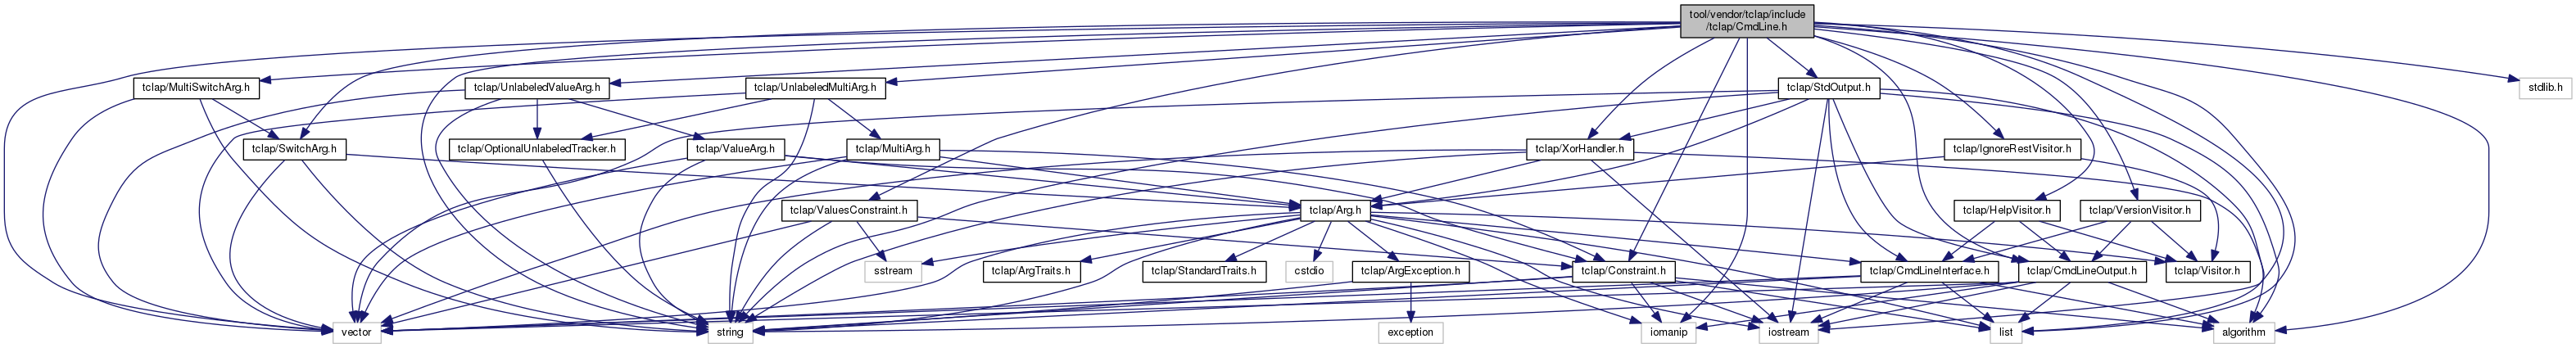 tool/vendor/tclap/include
/tclap/CmdLine.h
tclap/MultiSwitchArg.h
tclap/UnlabeledValueArg.h
tclap/UnlabeledMultiArg.h
tclap/StdOutput.h
stdlib.h
tclap/SwitchArg.h
tclap/OptionalUnlabeledTracker.h
tclap/ValueArg.h
tclap/MultiArg.h
tclap/XorHandler.h
tclap/IgnoreRestVisitor.h
tclap/ValuesConstraint.h
tclap/Arg.h
tclap/HelpVisitor.h
tclap/VersionVisitor.h
sstream
tclap/ArgTraits.h
tclap/StandardTraits.h
cstdio
tclap/ArgException.h
tclap/Constraint.h
tclap/CmdLineInterface.h
tclap/CmdLineOutput.h
tclap/Visitor.h
vector
string
exception
iomanip
iostream
list
algorithm